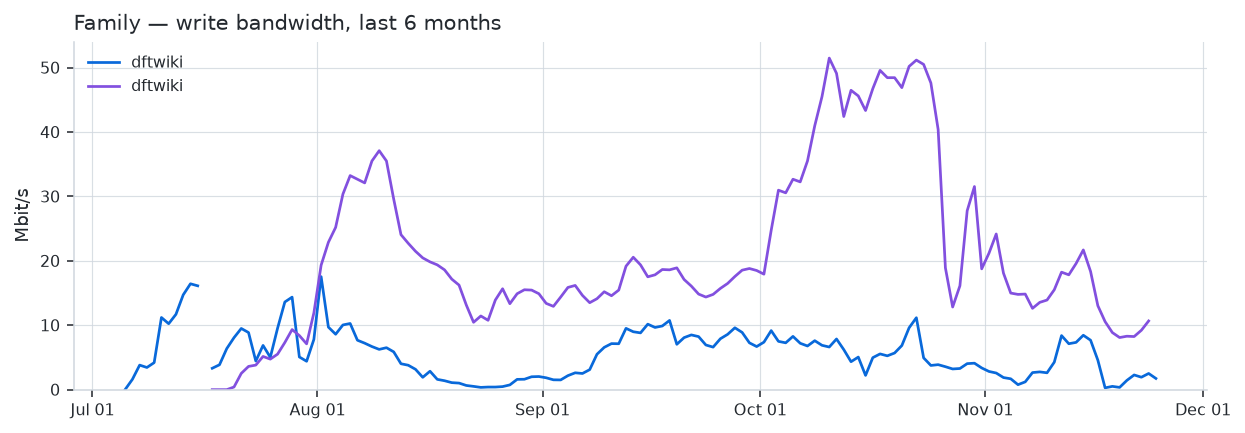 Family — write bandwidth, last 6 months
dftwiki
dftwiki
Mbit/s
50
40
30
20
10
0
Jul 01 Aug 01 Sep 01 Oct 01 Nov 01 Dec 01